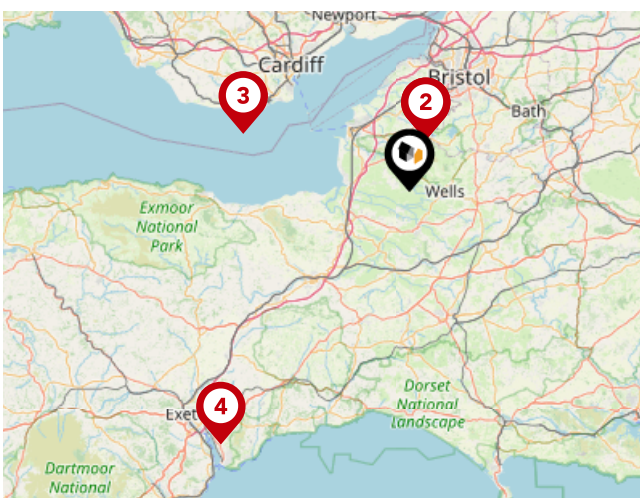 Newport
Cardiff
Bristol
3
2
Bath
Wells
Exmoor
National
Park
Dorset
National
Landscape
4
Exet
Dartmoor
National